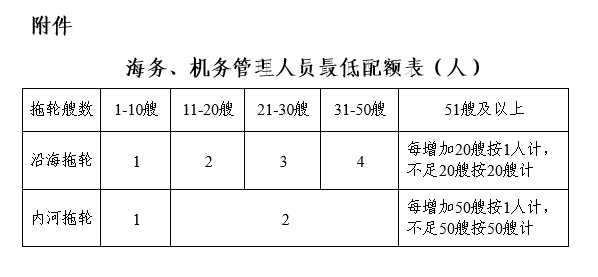 附件
海务、机务管理人员最低配额表（人）
拖轮艘数 1-10艘 11-20艘 21-30艘 31-50艘 51艘及以上
沿海拖轮 1 2 3 4 每增加20艘按1人计，
不足20艘按20艘计
内河拖轮 1 2 每增加50艘按1人计，
不足50艘按50艘计